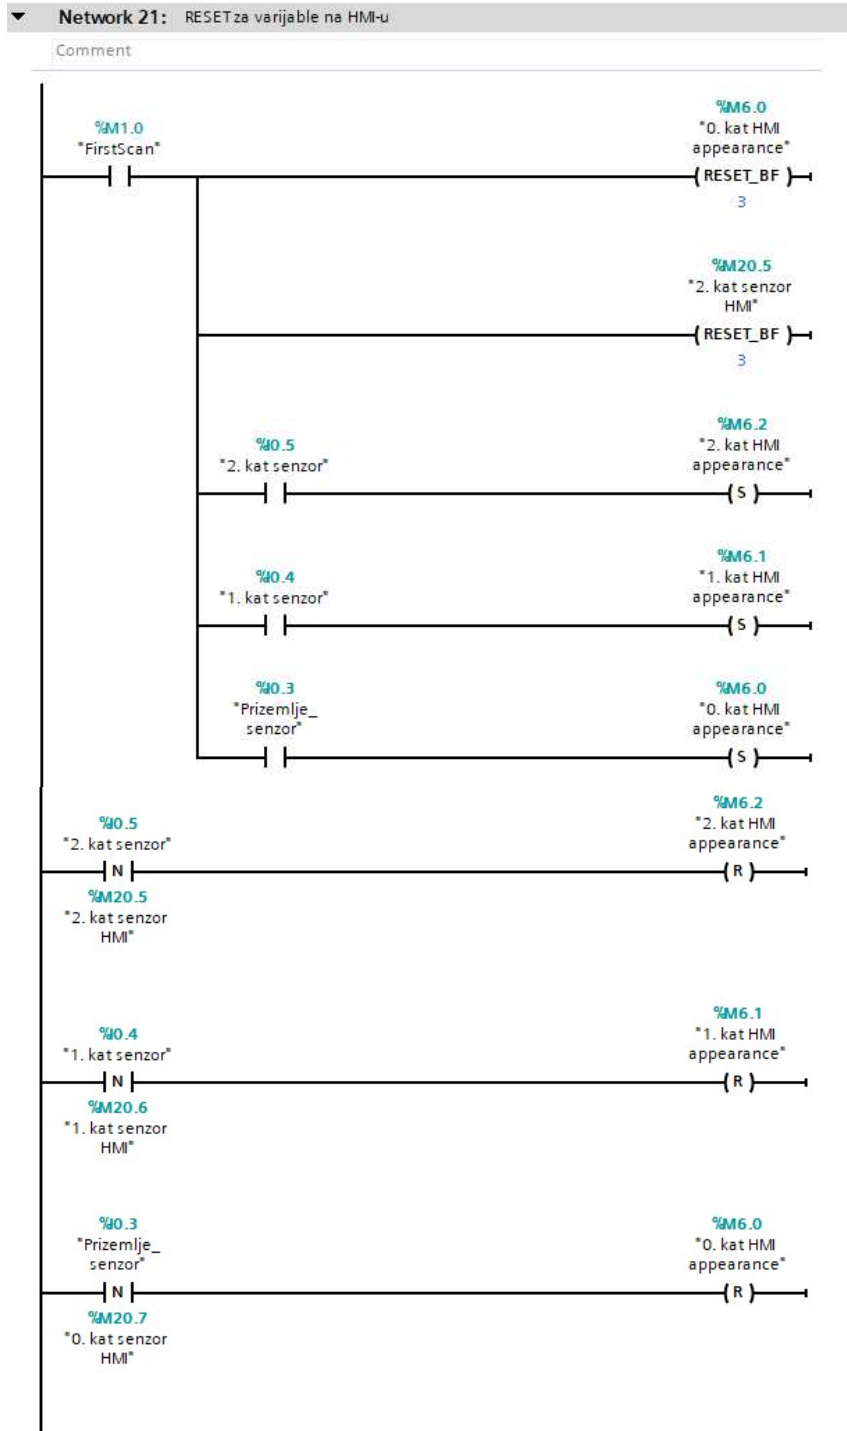 Network 21: RESET za varijable na HMI-u
Comment
%M1.0
"FirstScan"
%M6.0
"0. kat HMI
appearance"
RESET_BF
3
%M20.5
"2. kat senzor
HMI"
RESET_BF
3
%I0.5
"2. kat senzor"
%M6.2
"2. kat HMI
appearance"
S
%I0.4
"1. kat senzor"
%M6.1
"1. kat HMI
appearance"
S
%I0.3
"Prizemlje_
senzor"
%M6.0
"0. kat HMI
appearance"
S
%I0.5
"2. kat senzor"
N
%M20.5
"2. kat senzor
HMI"
%M6.2
"2. kat HMI
appearance"
R
%I0.4
"1. kat senzor"
N
%M20.6
"1. kat senzor
HMI"
%M6.1
"1. kat HMI
appearance"
R
%I0.3
"Prizemlje_
senzor"
N
%M20.7
"0. kat senzor
HMI"
%M6.0
"0. kat HMI
appearance"
R